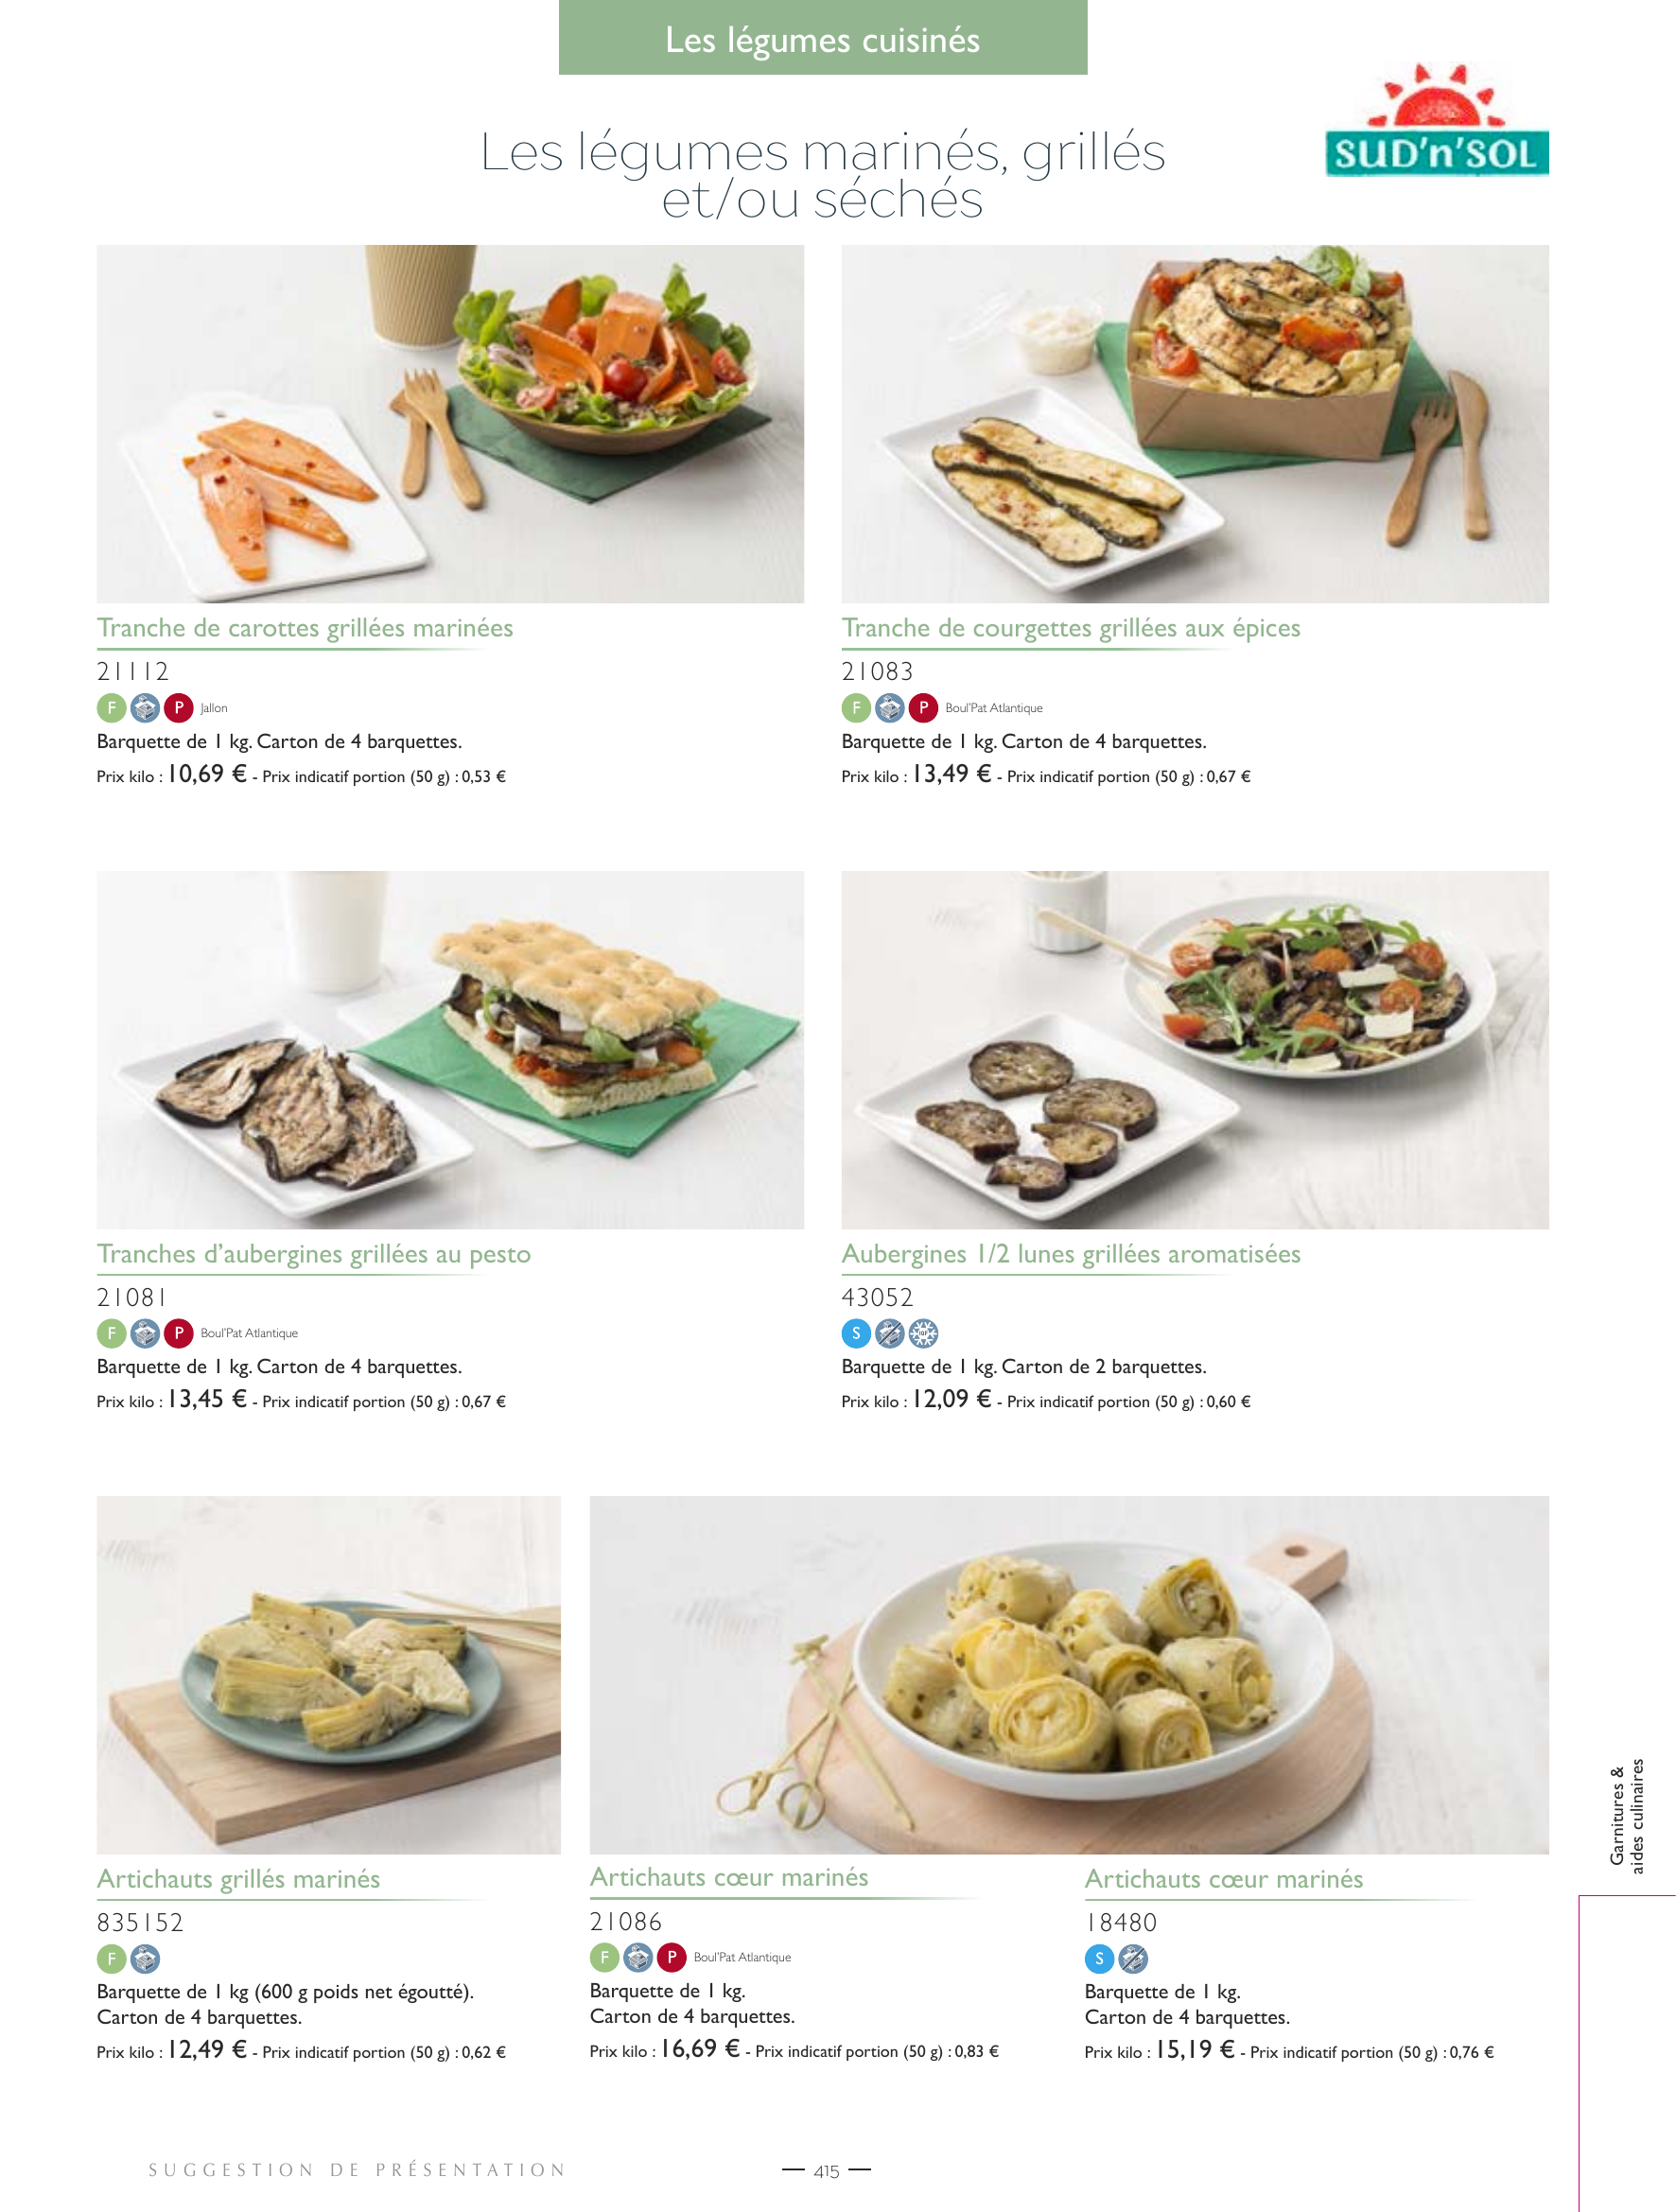 Les légumes cuisinés
SUD'n'SOL
Les légumes marinés, grillés
et/ou séchés
Tranche de carottes grillées marinées
21112
F P Jallon
Barquette de 1 kg. Carton de 4 barquettes.
Prix kilo : 10,69 € - Prix indicatif portion (50 g) : 0,53 €
Tranche de courgettes grillées aux épices
21083
F P Boul'Pat Atlantique
Barquette de 1 kg. Carton de 4 barquettes.
Prix kilo : 13,49 € - Prix indicatif portion (50 g) : 0,67 €
Tranches d'aubergines grillées au pesto
21081
F P Boul'Pat Atlantique
Barquette de 1 kg. Carton de 4 barquettes.
Prix kilo : 13,45 € - Prix indicatif portion (50 g) : 0,67 €
Aubergines 1/2 lunes grillées aromatisées
43052
S
Barquette de 1 kg. Carton de 2 barquettes.
Prix kilo : 12,09 € - Prix indicatif portion (50 g) : 0,60 €
Artichauts grillés marinés
835152
F
Barquette de 1 kg (600 g poids net égoutté).
Carton de 4 barquettes.
Prix kilo : 12,49 € - Prix indicatif portion (50 g) : 0,62 €
Artichauts cœur marinés
21086
F P Boul'Pat Atlantique
Barquette de 1 kg.
Carton de 4 barquettes.
Prix kilo : 16,69 € - Prix indicatif portion (50 g) : 0,83 €
Artichauts cœur marinés
18480
S
Barquette de 1 kg.
Carton de 4 barquettes.
Prix kilo : 15,19 € - Prix indicatif portion (50 g) : 0,76 €
Garnitures &
aides culinaires
SUGGESTION DE PRÉSENTATION
— 415 —